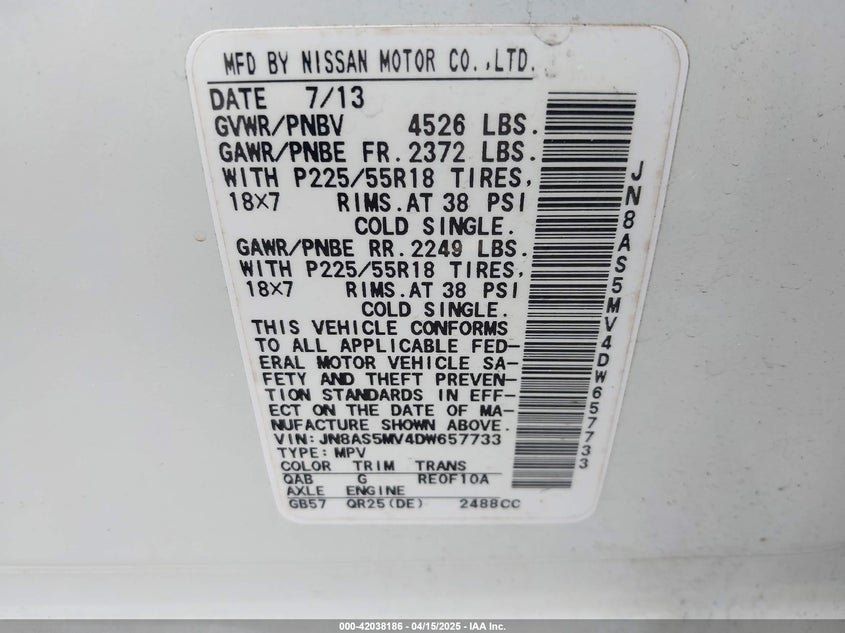 MFD BY NISSAN MOTOR CO.,LTD.
DATE 7/13
GVWR/PNBV 4526 LBS.
GAWR/PNBE FR.2372 LBS.
WITH P225/55R18 TIRES,
18×7 RIMS.AT 38 PSI
COLD SINGLE.
GAWR/PNBE RR.2249 LBS.
WITH P225/55R18 TIRES,
18×7 RIMS.AT 38 PSI
COLD SINGLE.
THIS VEHICLE CONFORMS
TO ALL APPLICABLE FED-
ERAL MOTOR VEHICLE SA-
FETY AND THEFT PREVEN-
TION STANDARDS IN EFF-
ECT ON THE DATE OF MA-
NUFACTURE SHOWN ABOVE.
VIN:JN8AS5MV4DW657733
TYPE:MPV
COLOR TRIM TRANS
QAB G RE0F10A
AXLE ENGINE
GB57 QR25(DE) 2488CC
JN8AS5MV4DW657733
000-42038186 - 04/15/2025 - IAA Inc.